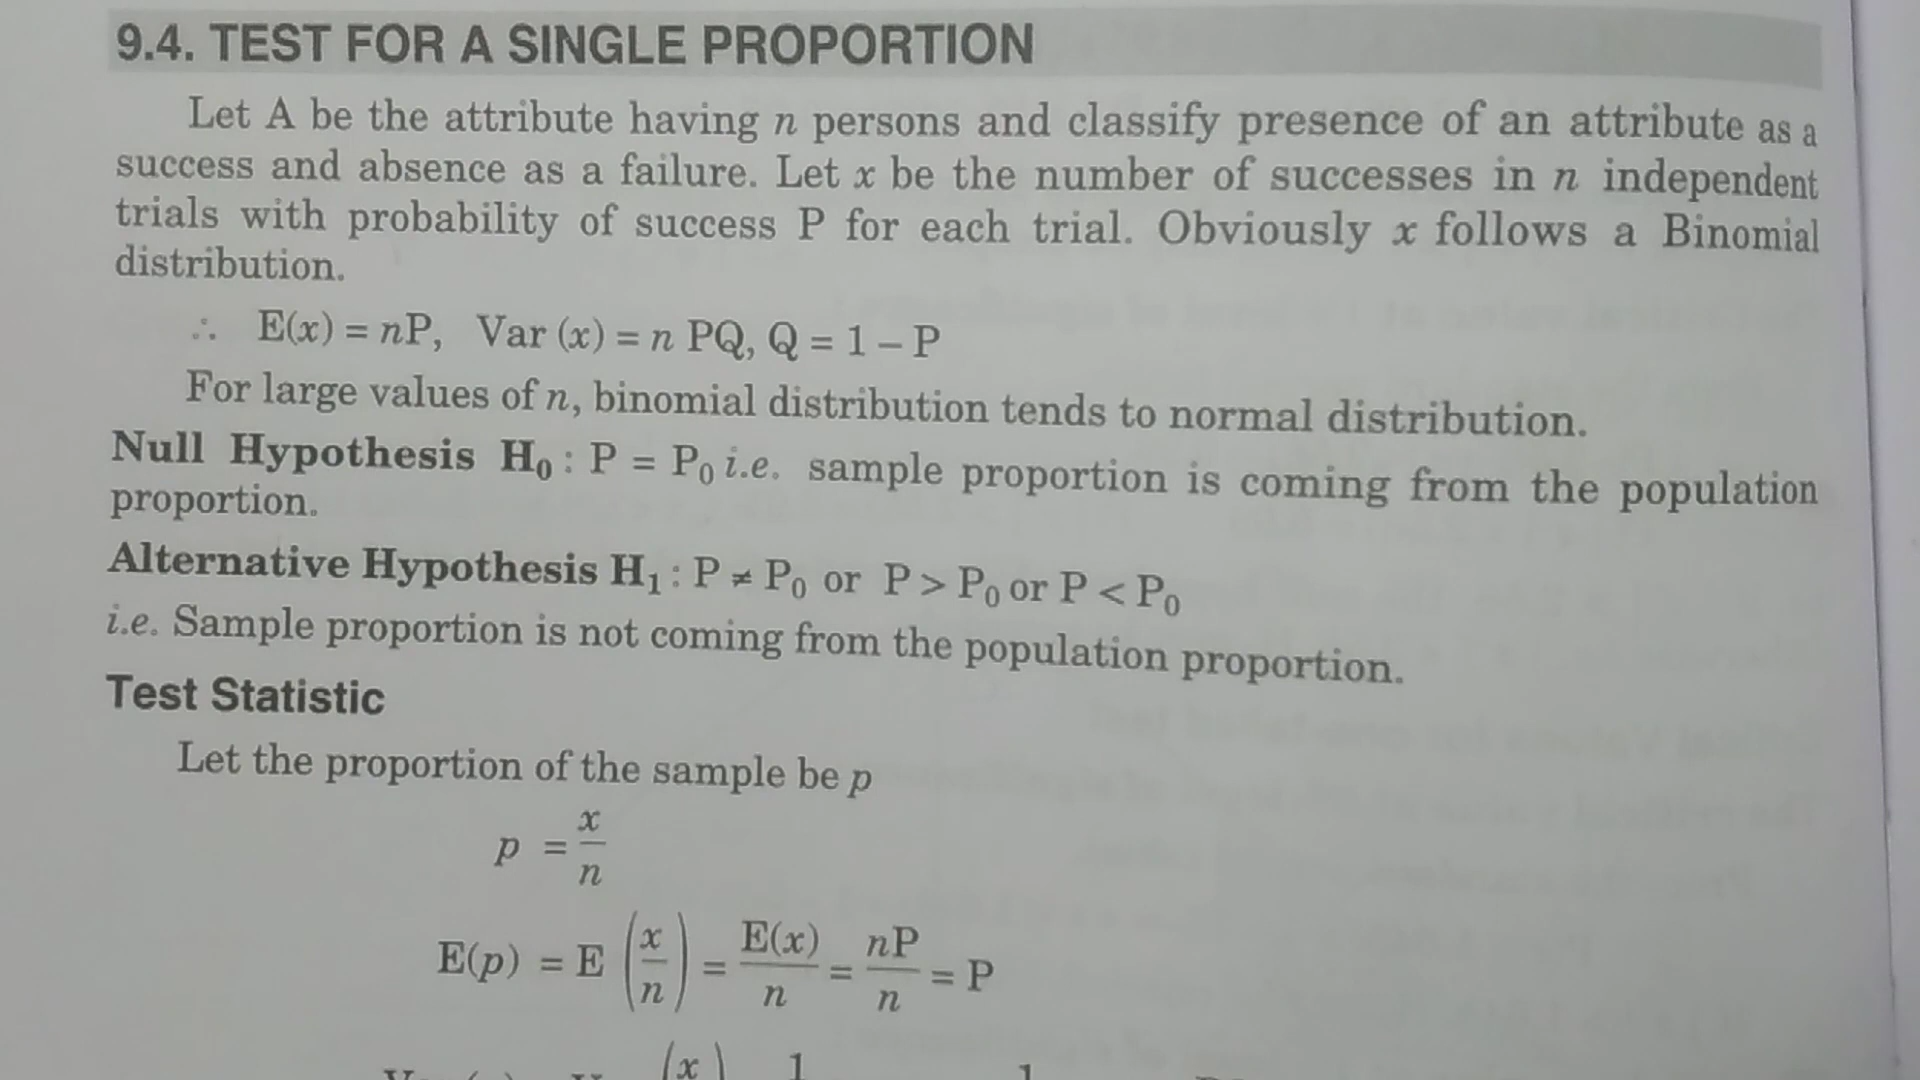 9.4. TEST FOR A SINGLE PROPORTION
Let A be the attribute having n persons and classify presence of an attribute as a
success and absence as a failure. Let x be the number of successes in n independent
trials with probability of success P for each trial. Obviously x follows a Binomial
distribution.
∴ E(x) = nP, Var (x) = n PQ, Q = 1 – P
For large values of n, binomial distribution tends to normal distribution.
Null Hypothesis H₀ : P = P₀ i.e. sample proportion is coming from the population
proportion.
Alternative Hypothesis H₁ : P ≠ P₀ or P > P₀ or P < P₀
i.e. Sample proportion is not coming from the population proportion.
Test Statistic
Let the proportion of the sample be p
p = x/n
E(p) = E (x/n) = E(x)/n = nP/n = P